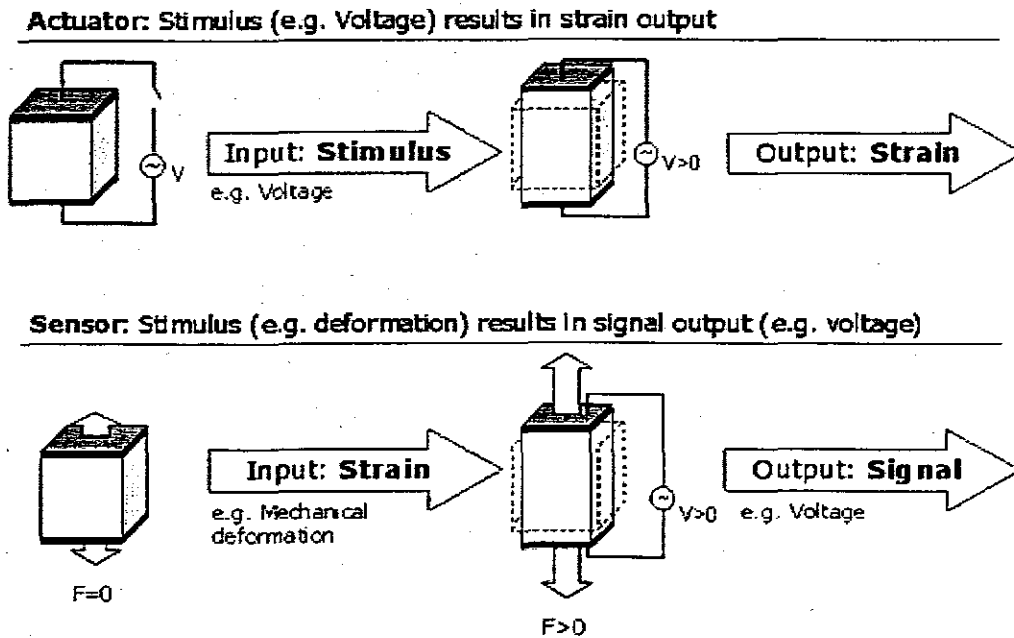 Actuator: Stimulus (e.g. Voltage) results in strain output
V
Input: Stimulus
e.g. Voltage
V>0
Output: Strain
Sensor: Stimulus (e.g. deformation) results in signal output (e.g. voltage)
F=0
Input: Strain
e.g. Mechanical
deformation
V>0
F>0
Output: Signal
e.g. Voltage